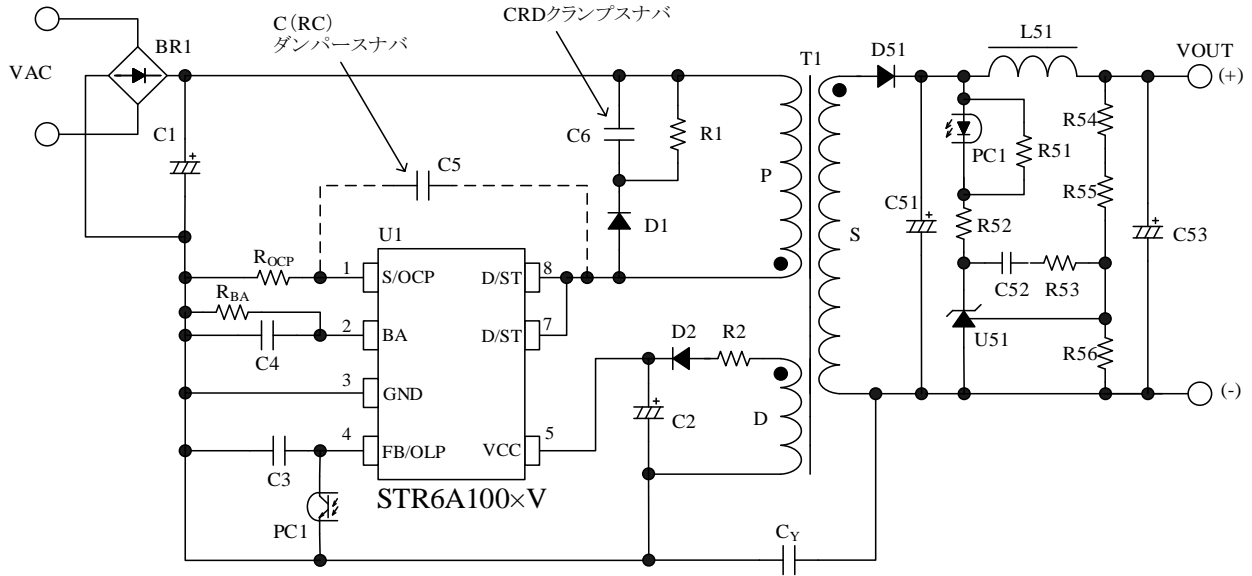 C(RC)
ダンパースナバ
CRDクランプスナバ
BR1
VAC
C1
C5
C6
R1
D1
T1
P
S
D51
L51
VOUT
(+)
PC1
R51
R52
R54
R55
C51
C53
C52
R53
U51
R56
(-)
U1
ROCP
RBA
C4
1
S/OCP
D/ST
8
2
BA
D/ST
7
3
GND
4
FB/OLP
VCC
5
STR6A100×V
C3
PC1
D2
R2
C2
D
CY